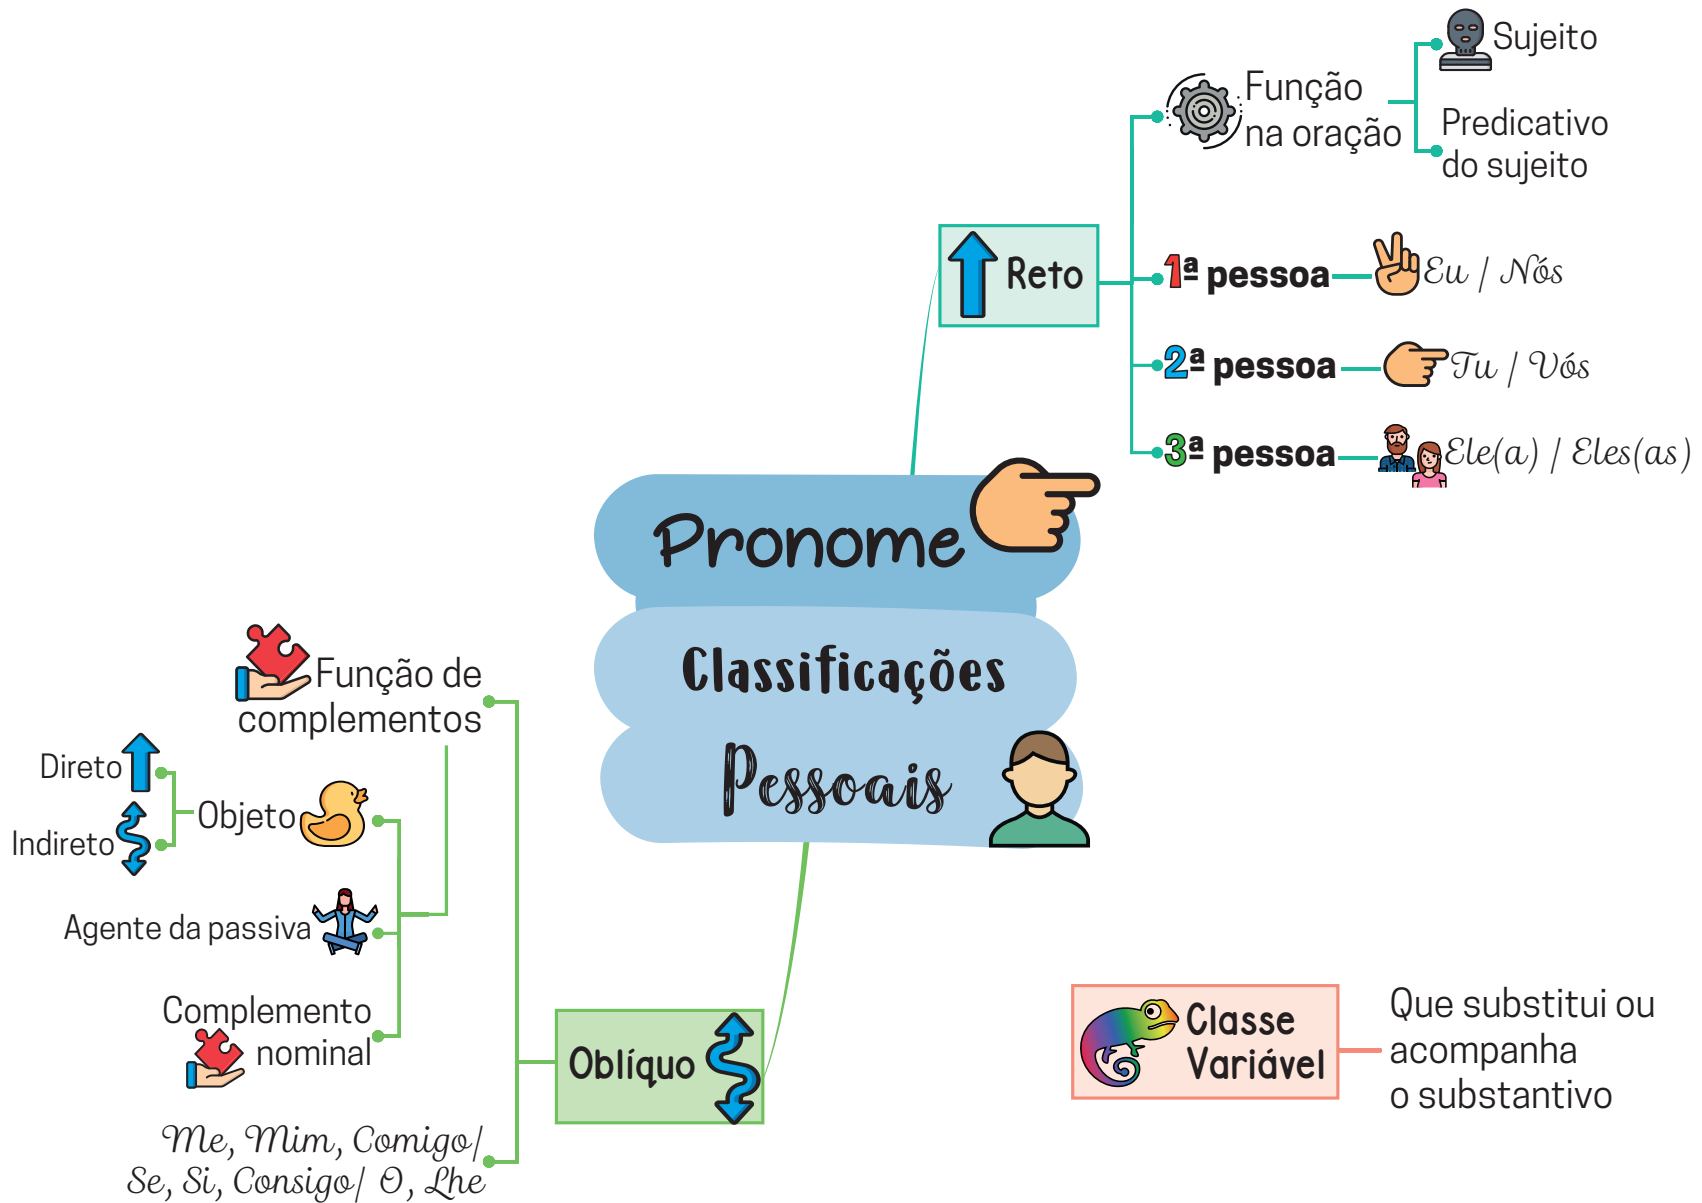 Pronome
Classificações
Pessoais
Reto
Função
na oração
Sujeito
Predicativo
do sujeito
1ª pessoa
Eu / Nós
2ª pessoa
Tu / Vós
3ª pessoa
Ele(a) / Eles(as)
Oblíquo
Função de
complementos
Objeto
Direto
Indireto
Agente da passiva
Complemento
nominal
Me, Mim, Comigo/
Se, Si, Consigo/ O, Lhe
Classe
Variável
Que substitui ou
acompanha
o substantivo